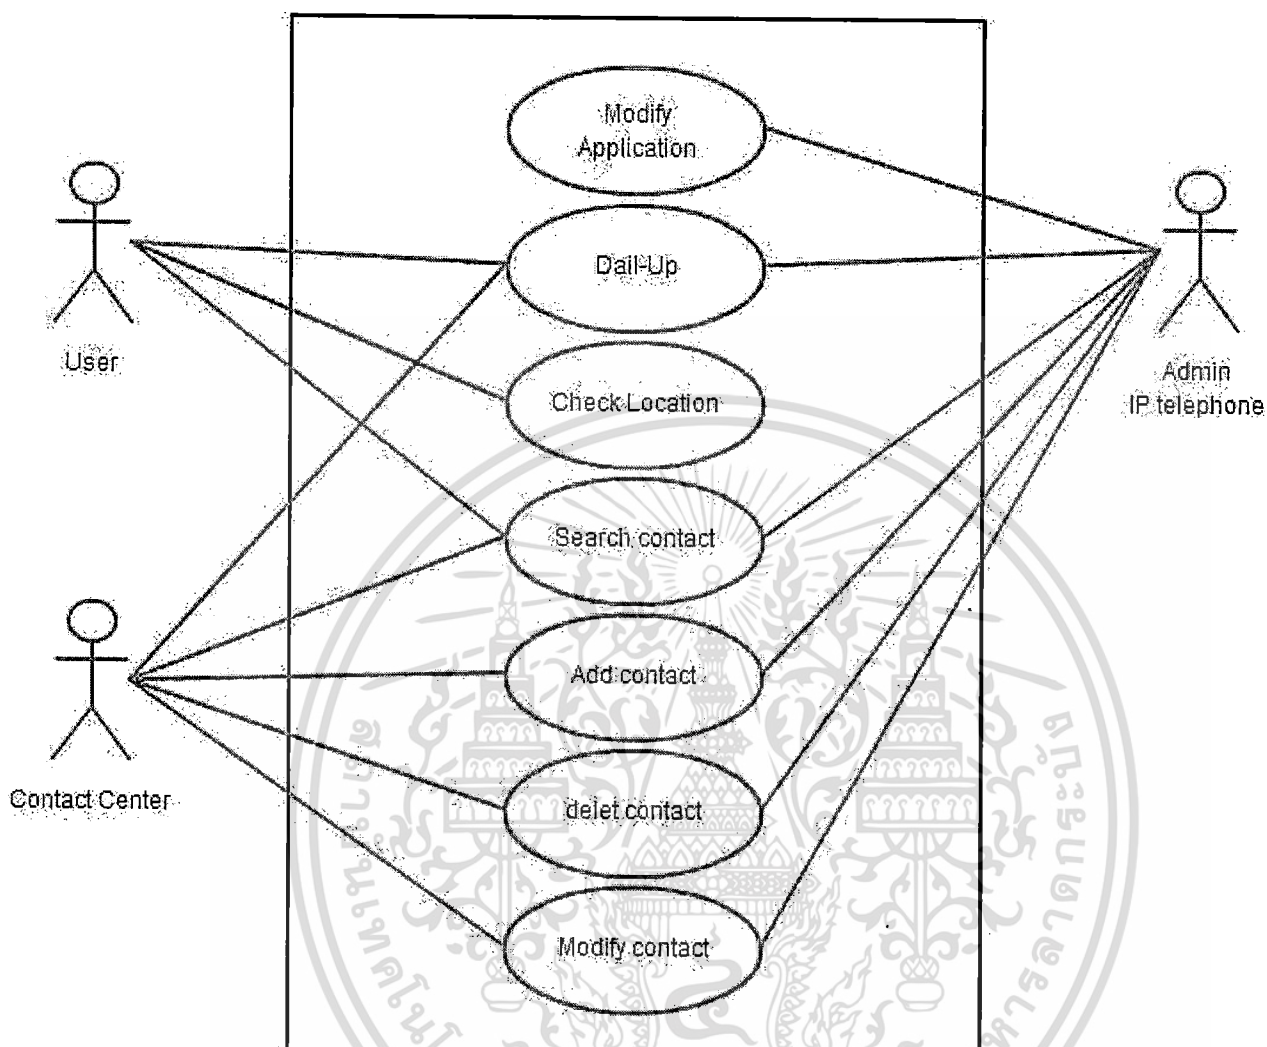 Modify
Application
Dail-Up
User
Check Location
Admin
IP telephone
Search contact
Add contact
Contact Center
delet contact
Modify contact